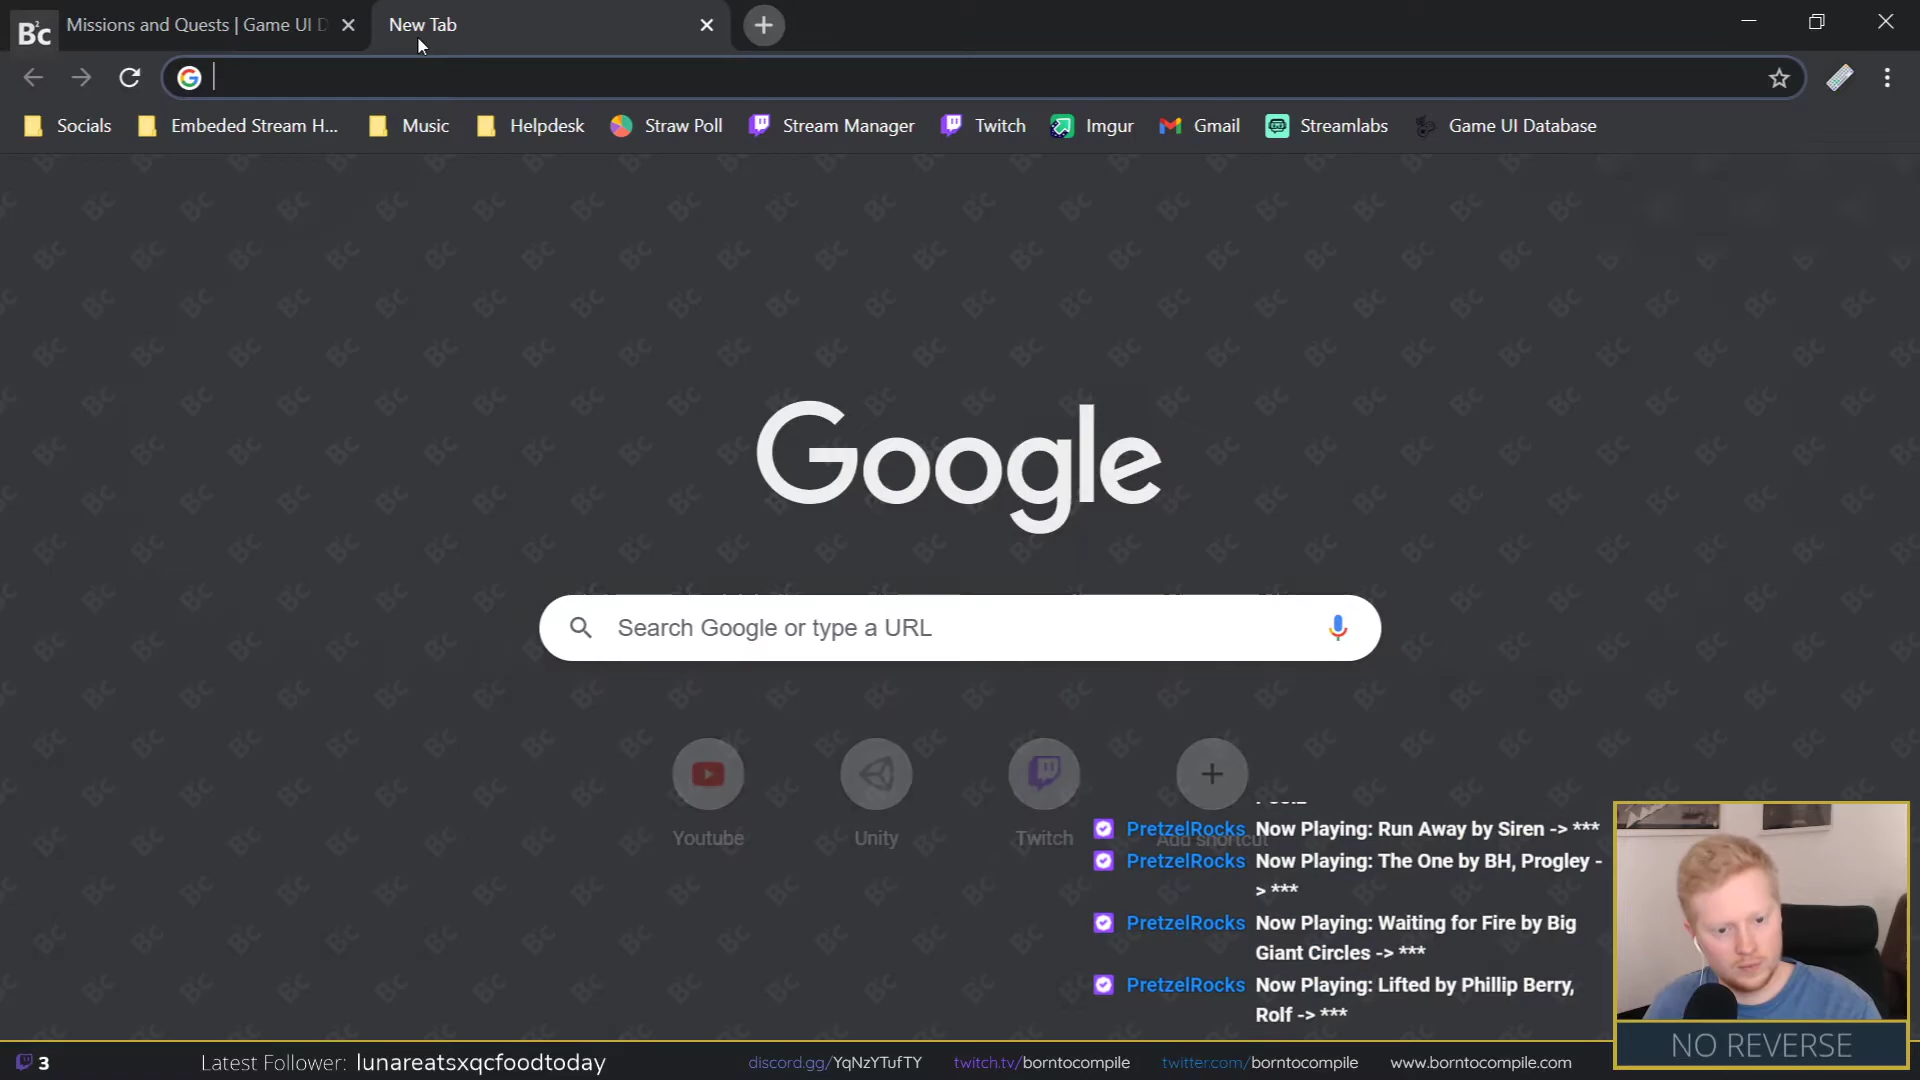 B²c Missions and Quests | Game UI D
New Tab
Socials Embeded Stream H... Music Helpdesk Straw Poll Stream Manager Twitch Imgur Gmail Streamlabs Game UI Database
Google
Search Google or type a URL
Youtube Unity Twitch Add shortcut
PretzelRocks Now Playing: Run Away by Siren -> ***
PretzelRocks Now Playing: The One by BH, Progley -
> ***
PretzelRocks Now Playing: Waiting for Fire by Big
Giant Circles -> ***
PretzelRocks Now Playing: Lifted by Phillip Berry,
Rolf -> ***
NO REVERSE
3 Latest Follower: lunareatsxqcfoodtoday discord.gg/YqNzYTufTY twitch.tv/borntocompile twitter.com/borntocompile www.borntocompile.com